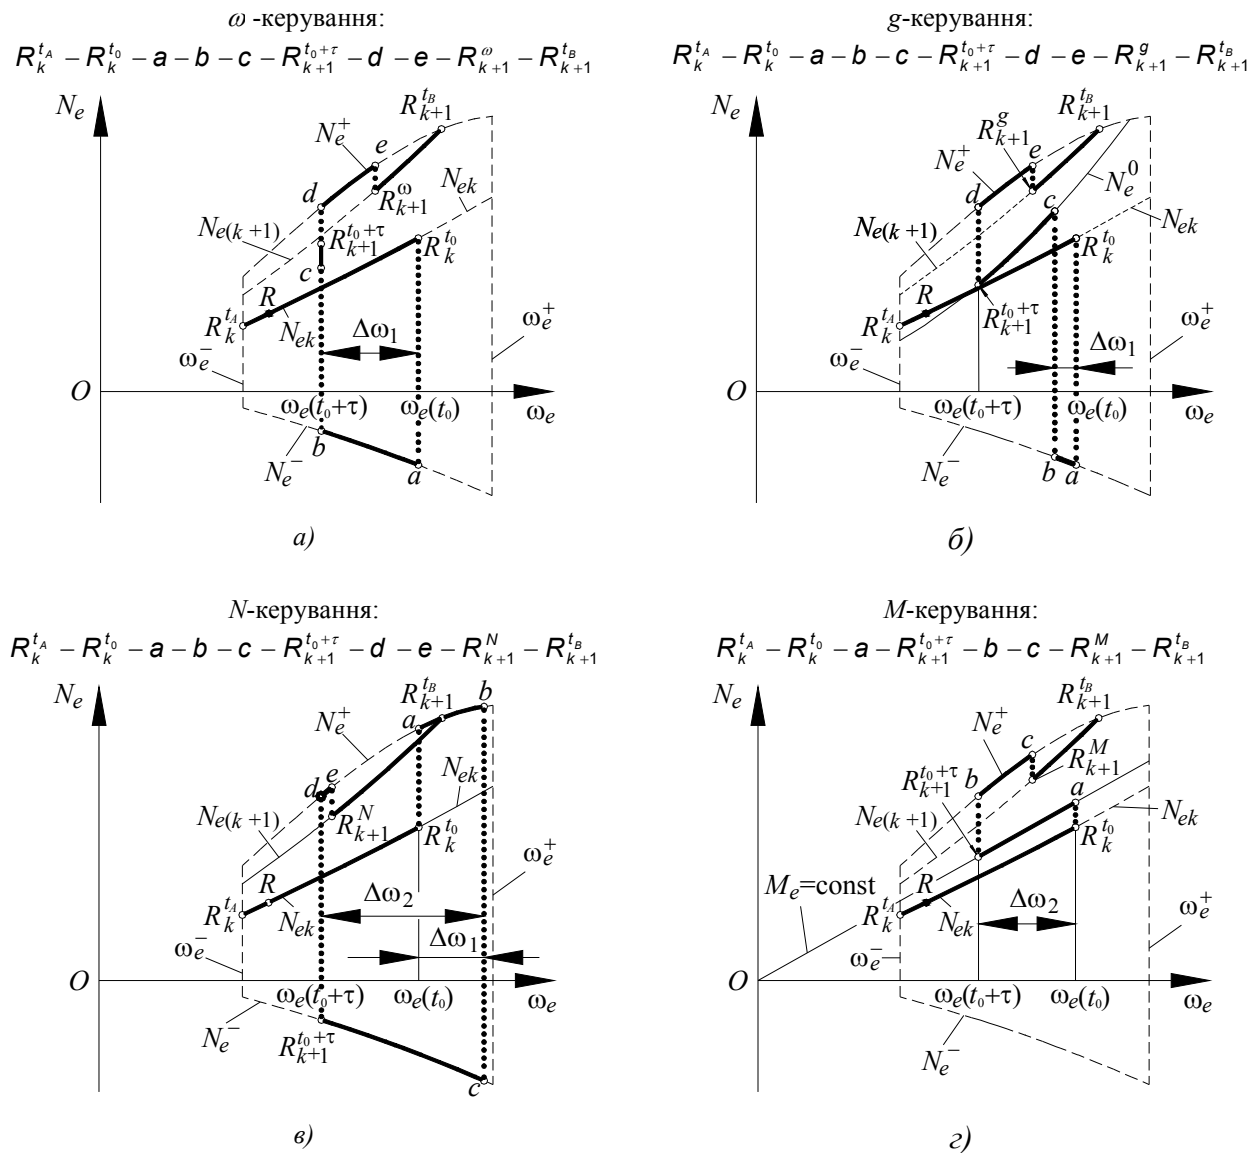 ω -керування:
R_k^{t_A} – R_k^{t_0} – a – b – c – R_{k+1}^{t_0+τ} – d – e – R_{k+1}^ω – R_{k+1}^{t_B}
N_e
R_{k+1}^{t_B}
N_e^+
e
d
R_{k+1}^ω
N_{ek}
N_{e(k+1)}
R_{k+1}^{t_0+τ}
c
R_k^{t_0}
R
R_k^{t_A}
N_{ek}
Δω_1
ω_e^+
ω_e^-
O
ω_e(t_0+τ)
ω_e(t_0)
ω_e
b
N_e^-
a
а)
g-керування:
R_k^{t_A} – R_k^{t_0} – a – b – c – R_{k+1}^{t_0+τ} – d – e – R_{k+1}^g – R_{k+1}^{t_B}
N_e
R_{k+1}^{t_B}
R_{k+1}^g
N_e^+
e
d
c
N_e^0
N_{ek}
N_{e(k+1)}
R_k^{t_0}
R
R_k^{t_A}
R_{k+1}^{t_0+τ}
Δω_1
ω_e^+
ω_e^-
O
ω_e(t_0+τ)
ω_e(t_0)
ω_e
N_e^-
b
a
б)
N-керування:
R_k^{t_A} – R_k^{t_0} – a – b – c – R_{k+1}^{t_0+τ} – d – e – R_{k+1}^N – R_{k+1}^{t_B}
N_e
R_{k+1}^{t_B}
b
a
N_e^+
e
d
N_{ek}
N_{e(k+1)}
R_{k+1}^N
R_k^{t_0}
R
R_k^{t_A}
N_{ek}
Δω_2
ω_e^+
ω_e^-
Δω_1
O
ω_e(t_0+τ)
ω_e(t_0)
ω_e
N_e^-
R_{k+1}^{t_0+τ}
c
в)
M-керування:
R_k^{t_A} – R_k^{t_0} – a – R_{k+1}^{t_0+τ} – b – c – R_{k+1}^M – R_{k+1}^{t_B}
N_e
R_{k+1}^{t_B}
N_e^+
c
b
R_{k+1}^M
R_{k+1}^{t_0+τ}
a
N_{ek}
N_{e(k+1)}
R_k^{t_0}
M_e=const
R
R_k^{t_A}
N_{ek}
Δω_2
ω_e^+
ω_e^-
O
ω_e(t_0+τ)
ω_e(t_0)
ω_e
N_e^-
г)